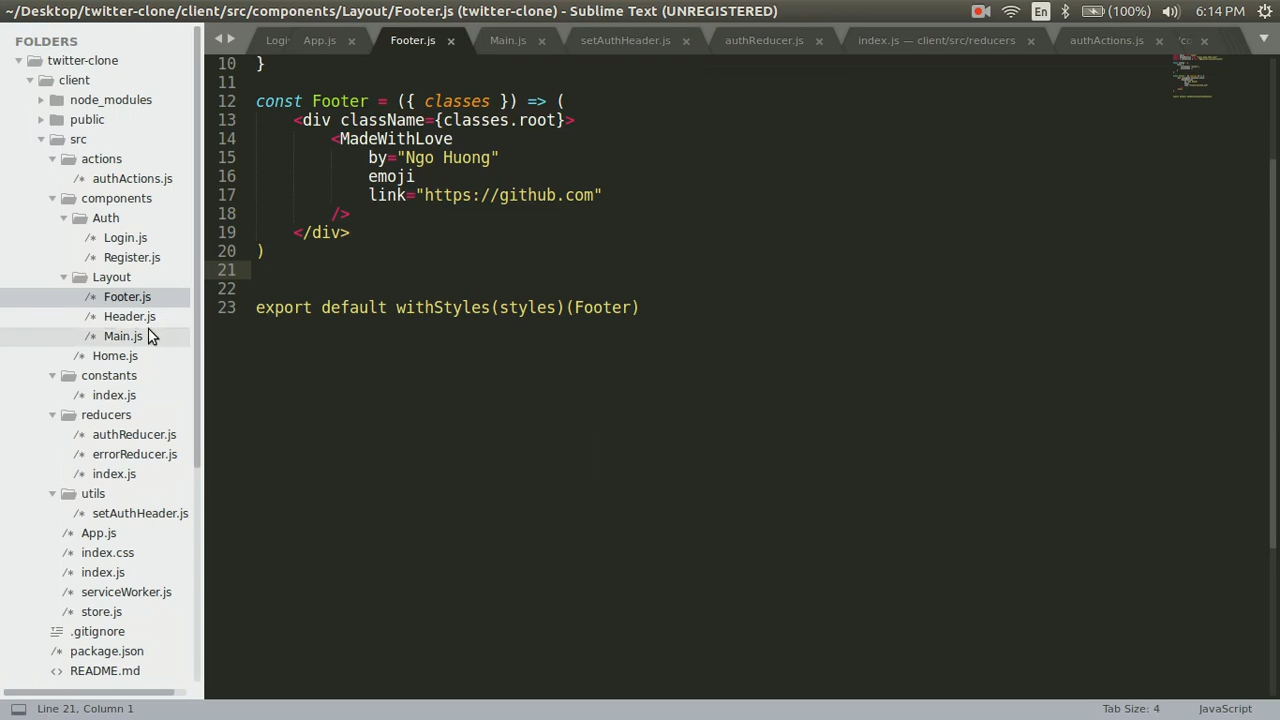 ~/Desktop/twitter-clone/client/src/components/Layout/Footer.js (twitter-clone) - Sublime Text (UNREGISTERED)
En
(100%)
6:14 PM
FOLDERS
twitter-clone
client
node_modules
public
src
actions
/* authActions.js
components
Auth
/* Login.js
/* Register.js
Layout
/* Footer.js
/* Header.js
/* Main.js
/* Home.js
constants
/* index.js
reducers
/* authReducer.js
/* errorReducer.js
/* index.js
utils
/* setAuthHeader.js
/* App.js
/* index.css
/* index.js
/* serviceWorker.js
/* store.js
.gitignore
package.json
<> README.md
Logi
App.js
Footer.js
Main.js
setAuthHeader.js
authReducer.js
index.js — client/src/reducers
authActions.js
10 }
11
12 const Footer = ({ classes }) => (
13 <div className={classes.root}>
14 <MadeWithLove
15 by="Ngo Huong"
16 emoji
17 link="https://github.com"
18 />
19 </div>
20 )
21
22
23 export default withStyles(styles)(Footer)
Line 21, Column 1
Tab Size: 4
JavaScript